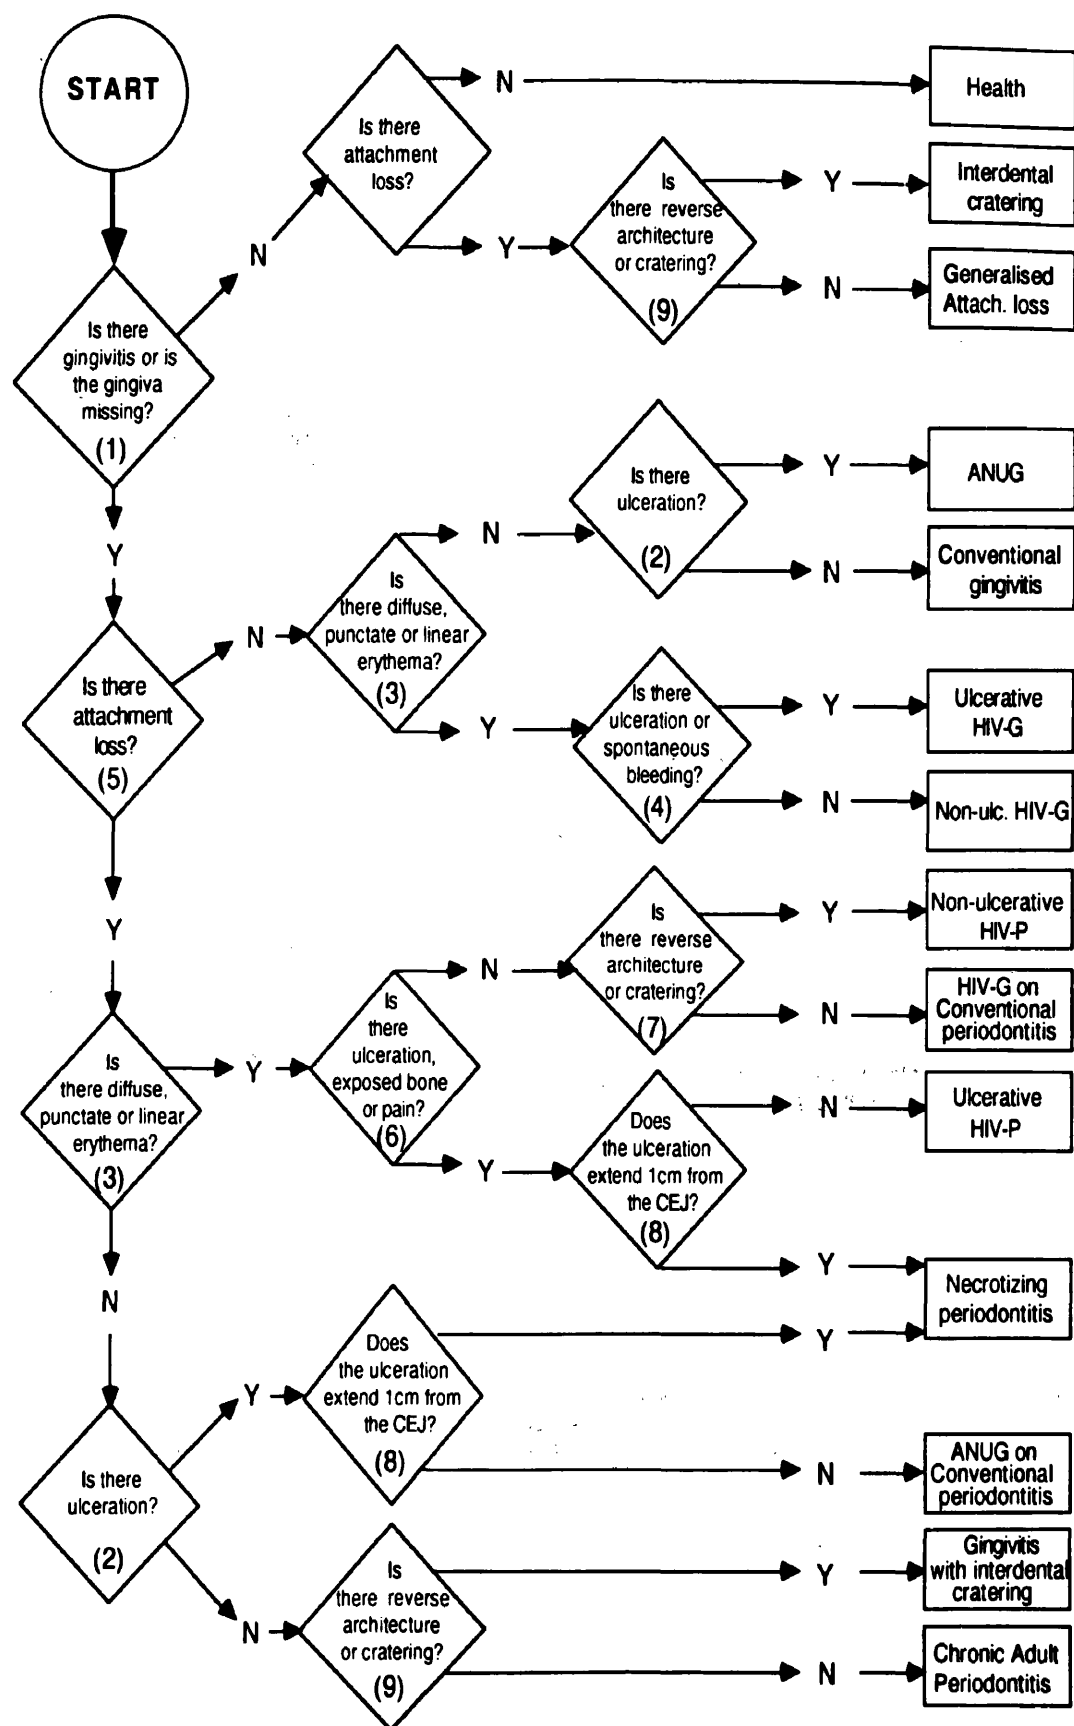 START
Is there
attachment
loss?
N
Health
Y
Is
there reverse
architecture
or cratering?
(9)
Y
Interdental
cratering
N
Generalised
Attach. loss
N
Is there
gingivitis or is
the gingiva
missing?
(1)
Y
Is there
attachment
loss?
(5)
N
Is
there diffuse,
punctate or linear
erythema?
(3)
N
Is there
ulceration?
(2)
Y
ANUG
N
Conventional
gingivitis
Y
Is there
ulceration or
spontaneous
bleeding?
(4)
Y
Ulcerative
HIV-G
N
Non-ulc. HIV-G
Y
Is
there diffuse,
punctate or linear
erythema?
(3)
Y
Is
there
ulceration,
exposed bone
or pain?
(6)
N
Is
there reverse
architecture
or cratering?
(7)
Y
Non-ulcerative
HIV-P
N
HIV-G on
Conventional
periodontitis
Y
Does
the ulceration
extend 1cm from
the CEJ?
(8)
N
Ulcerative
HIV-P
Y
Necrotizing
periodontitis
N
Is there
ulceration?
(2)
Y
Does
the ulceration
extend 1cm from
the CEJ?
(8)
Y
N
ANUG on
Conventional
periodontitis
N
Is
there reverse
architecture
or cratering?
(9)
Y
Gingivitis
with interdental
cratering
N
Chronic Adult
Periodontitis